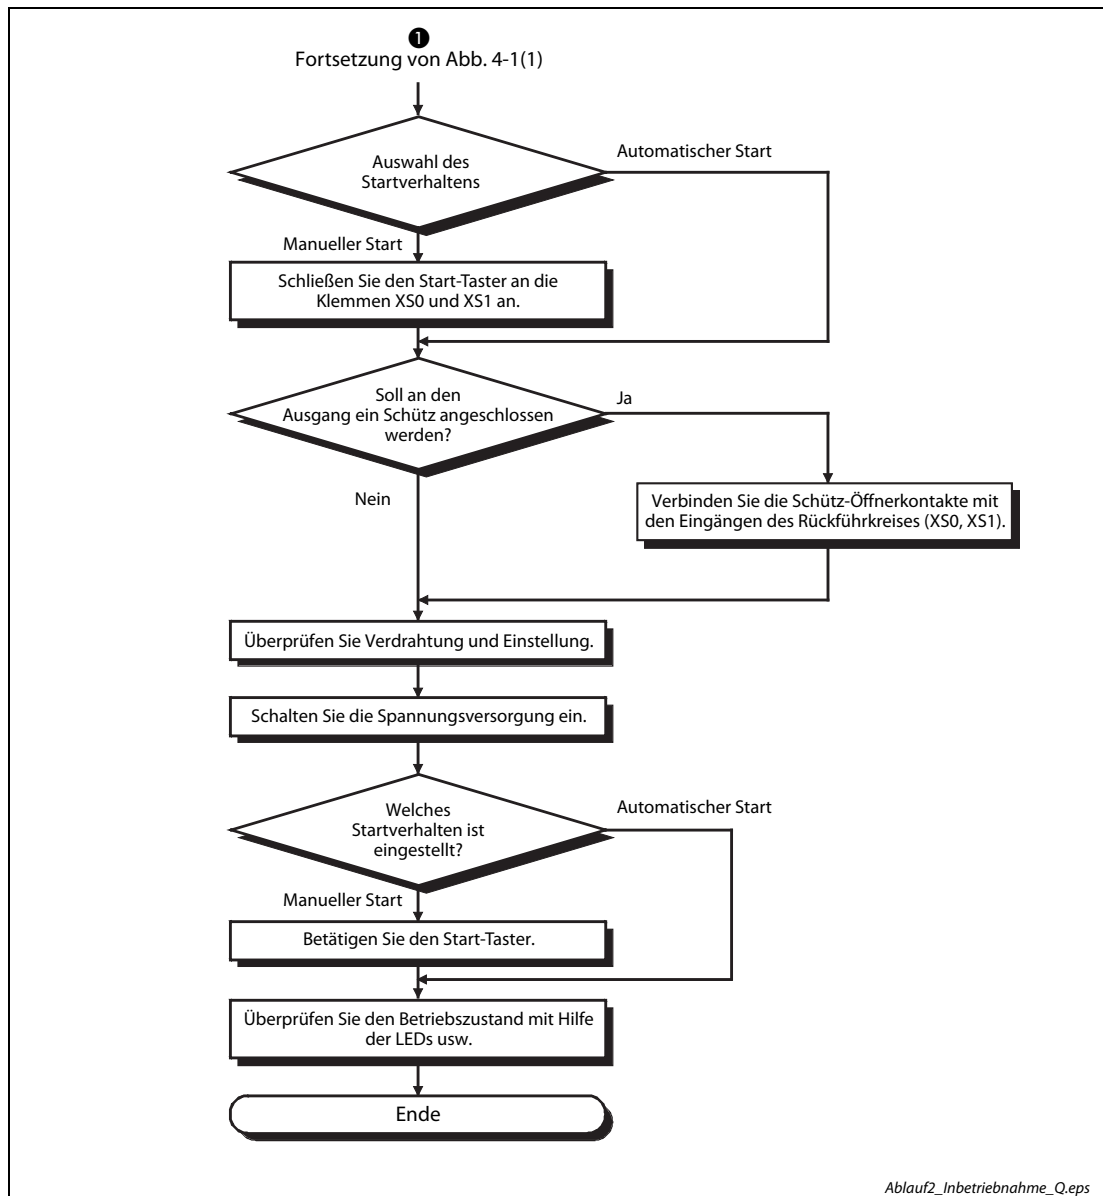 ❶
Fortsetzung von Abb. 4-1(1)
Auswahl des
Startverhaltens
Automatischer Start
Manueller Start
Schließen Sie den Start-Taster an die
Klemmen XS0 und XS1 an.
Soll an den
Ausgang ein Schütz angeschlossen
werden?
Ja
Nein
Verbinden Sie die Schütz-Öffnerkontakte mit
den Eingängen des Rückführkreises (XS0, XS1).
Überprüfen Sie Verdrahtung und Einstellung.
Schalten Sie die Spannungsversorgung ein.
Welches
Startverhalten ist
eingestellt?
Automatischer Start
Manueller Start
Betätigen Sie den Start-Taster.
Überprüfen Sie den Betriebszustand mit Hilfe
der LEDs usw.
Ende
Ablauf2_Inbetriebnahme_Q.eps